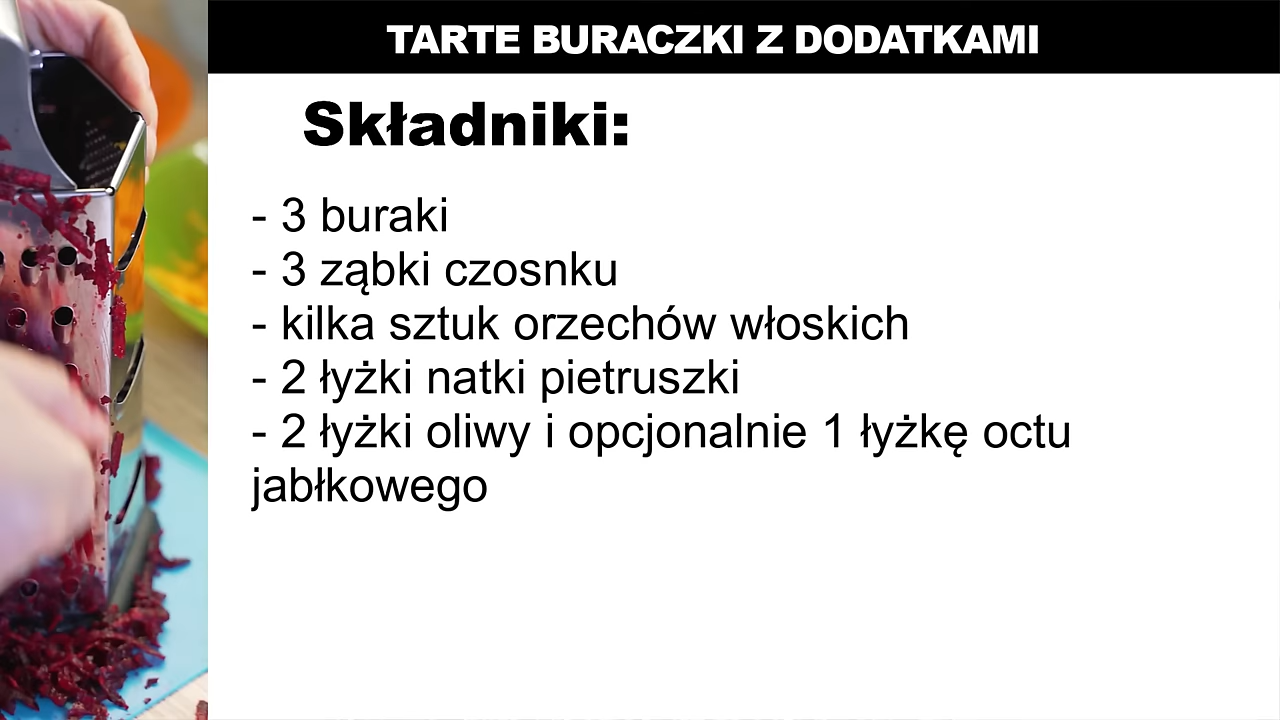 TARTE BURACZKI Z DODATKAMI
Składniki:
- 3 buraki
- 3 ząbki czosnku
- kilka sztuk orzechów włoskich
- 2 łyżki natki pietruszki
- 2 łyżki oliwy i opcjonalnie 1 łyżkę octu
jabłkowego